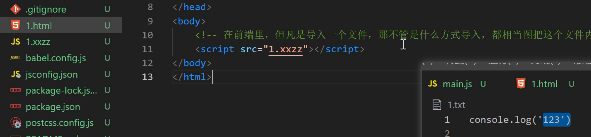 .gitignore
1.html U
1.xxzz U
babel.config.js U
jsconfig.json U
package-lock.js... U
package.json U
postcss.config.js U
8 </head>
9 <body>
10 <!-- 在前端里，但凡是导入一个文件，那不管是什么方式导入，都相当图把这个文件内
11 <script src="1.xxzz"></script>
12 </body>
13 </html>
main.js U
1.html U
1.txt
1 console.log('123')
2